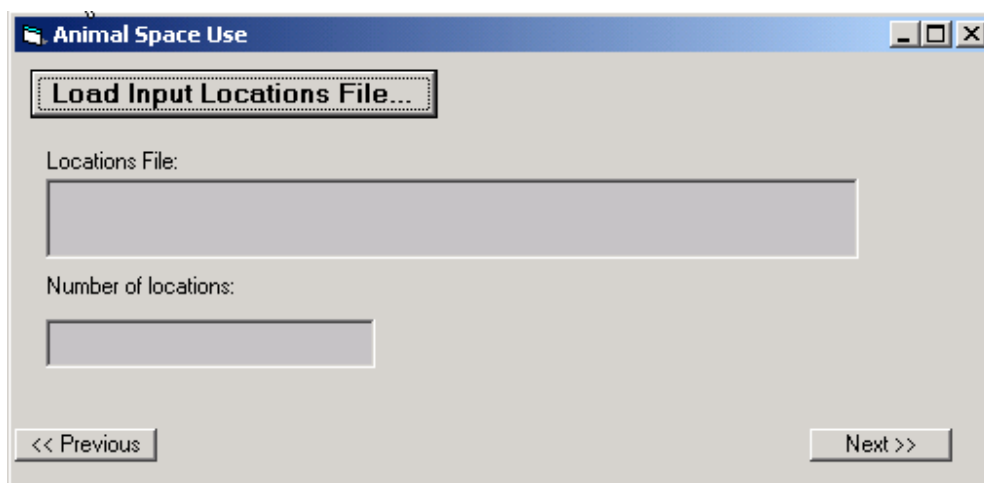 Animal Space Use
Load Input Locations File...
Locations File:
Number of locations:
<< Previous
Next >>